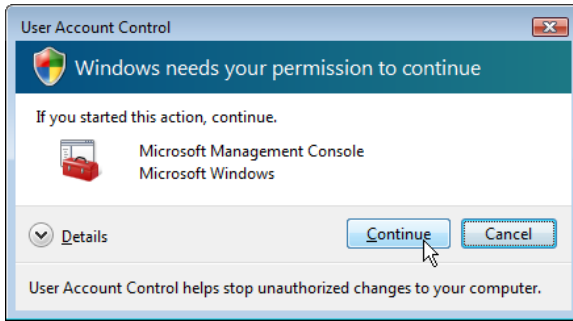 User Account Control
Windows needs your permission to continue
If you started this action, continue.
Microsoft Management Console
Microsoft Windows
Details
Continue
Cancel
User Account Control helps stop unauthorized changes to your computer.